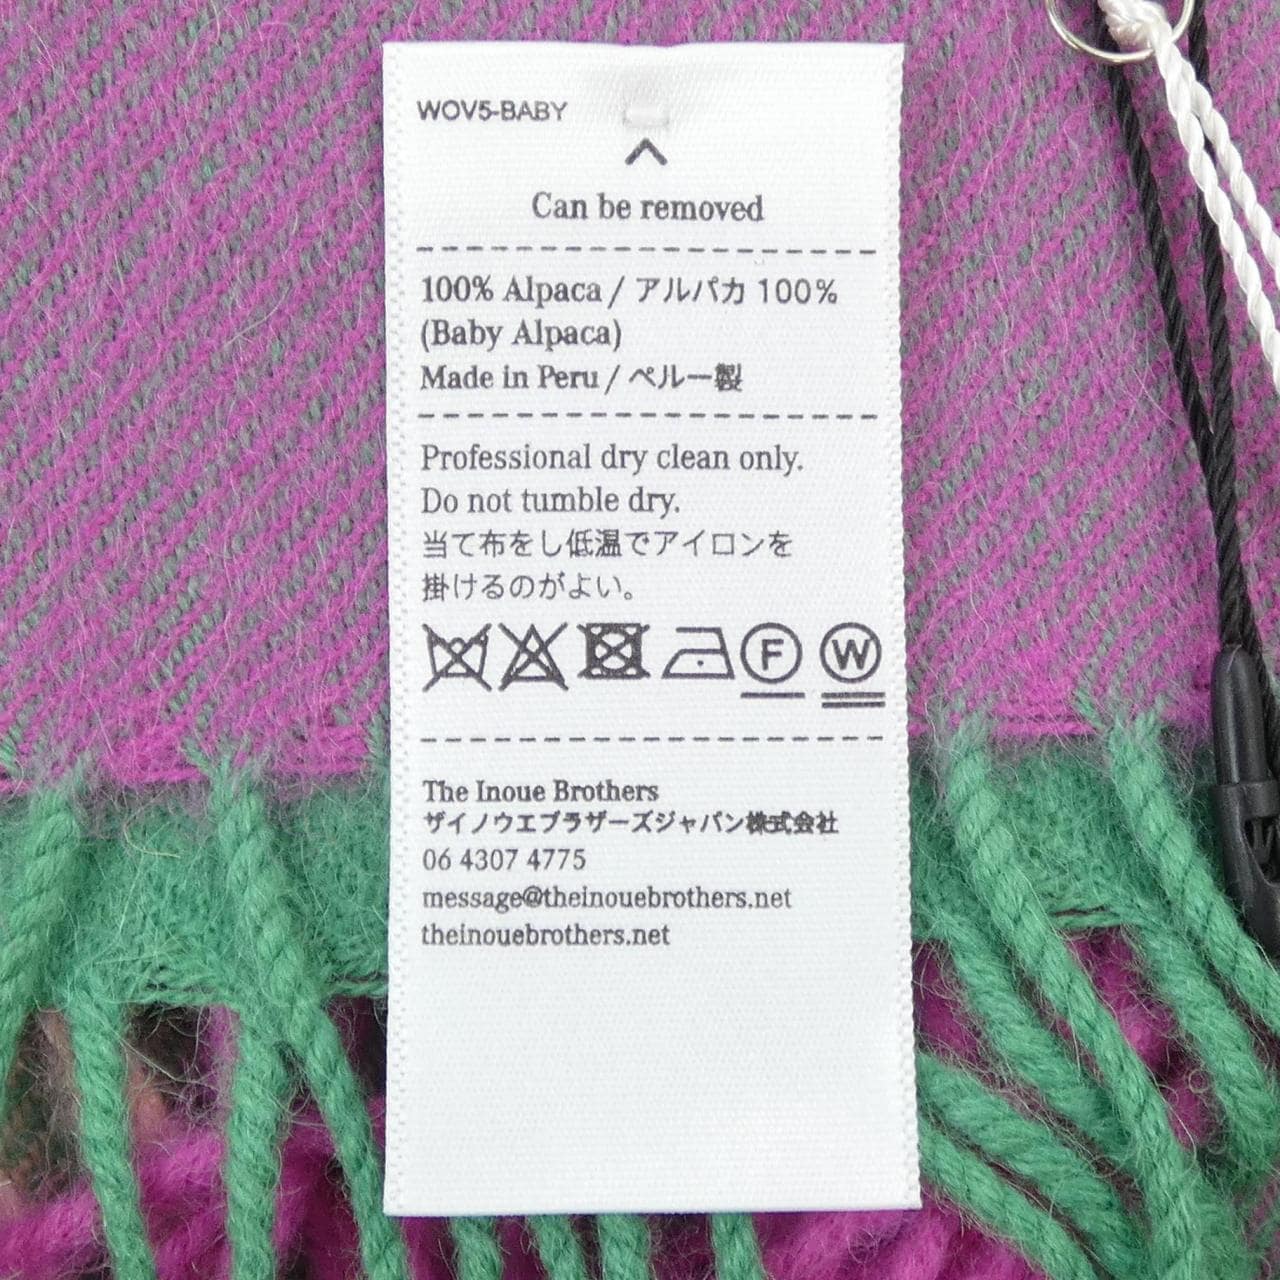 WOV5-BABY
Can be removed
100% Alpaca / アルパカ 100%
(Baby Alpaca)
Made in Peru / ペルー製
Professional dry clean only.
Do not tumble dry.
当て布をし低温でアイロンを
掛けるのがよい。
F W
The Inoue Brothers
ザイノウエブラザーズジャパン株式会社
06 4307 4775
message@theinouebrothers.net
theinouebrothers.net